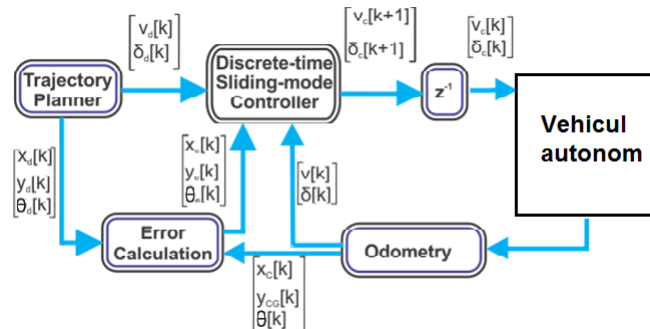 v_d[k]
δ_d[k]
v_c[k+1]
δ_c[k+1]
v_c[k]
δ_c[k]
Trajectory
Planner
Discrete-time
Sliding-mode
Controller
z⁻¹
Vehicul
autonom
x_d[k]
y_d[k]
θ_d[k]
x_e[k]
y_e[k]
θ_e[k]
v[k]
δ[k]
Error
Calculation
Odometry
x_C[k]
y_CG[k]
θ[k]